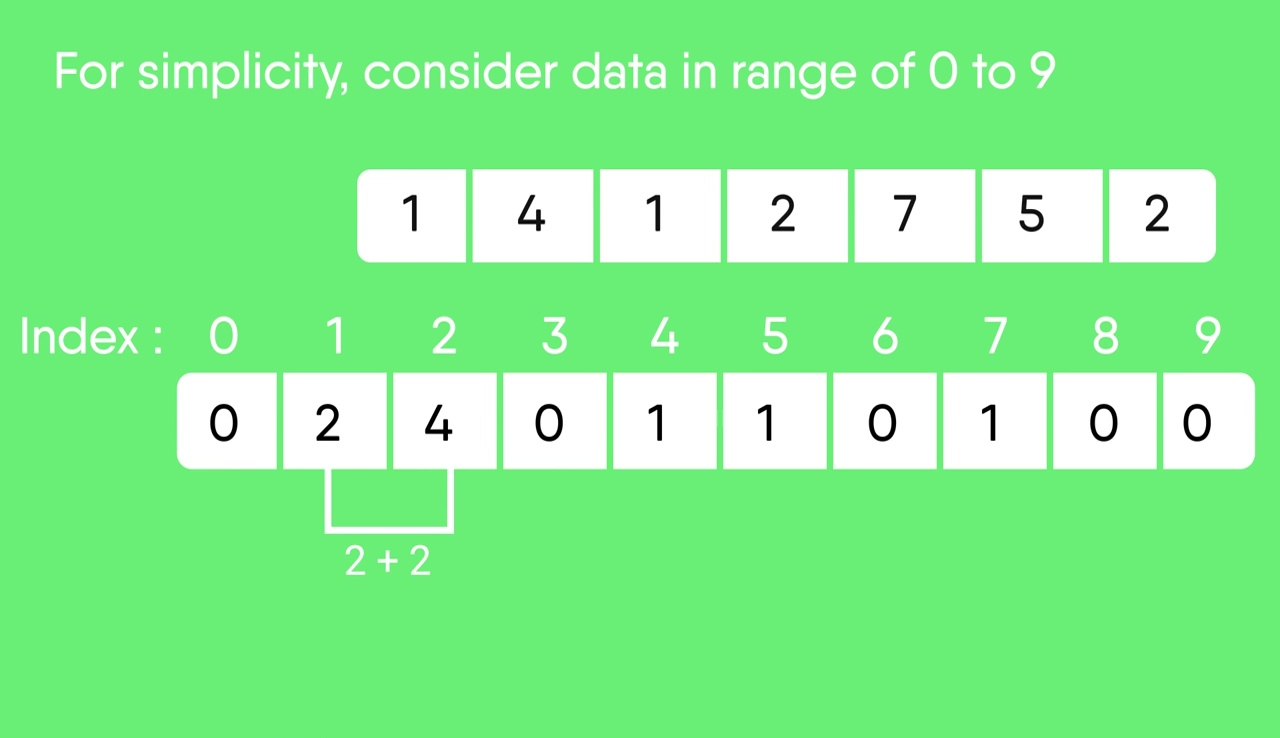 For simplicity, consider data in range of 0 to 9
1 4 1 2 7 5 2
Index : 0 1 2 3 4 5 6 7 8 9
0 2 4 0 1 1 0 1 0 0
2 + 2